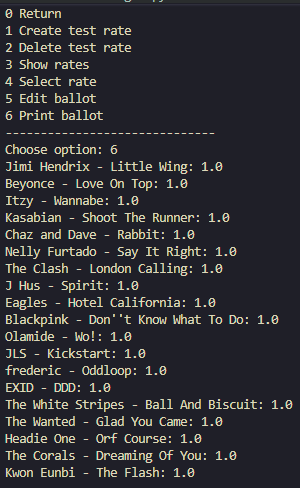 0 Return
1 Create test rate
2 Delete test rate
3 Show rates
4 Select rate
5 Edit ballot
6 Print ballot
------------------------------
Choose option: 6
Jimi Hendrix - Little Wing: 1.0
Beyonce - Love On Top: 1.0
Itzy - Wannabe: 1.0
Kasabian - Shoot The Runner: 1.0
Chaz and Dave - Rabbit: 1.0
Nelly Furtado - Say It Right: 1.0
The Clash - London Calling: 1.0
J Hus - Spirit: 1.0
Eagles - Hotel California: 1.0
Blackpink - Don''t Know What To Do: 1.0
Olamide - Wo!: 1.0
JLS - Kickstart: 1.0
frederic - Oddloop: 1.0
EXID - DDD: 1.0
The White Stripes - Ball And Biscuit: 1.0
The Wanted - Glad You Came: 1.0
Headie One - Orf Course: 1.0
The Corals - Dreaming Of You: 1.0
Kwon Eunbi - The Flash: 1.0